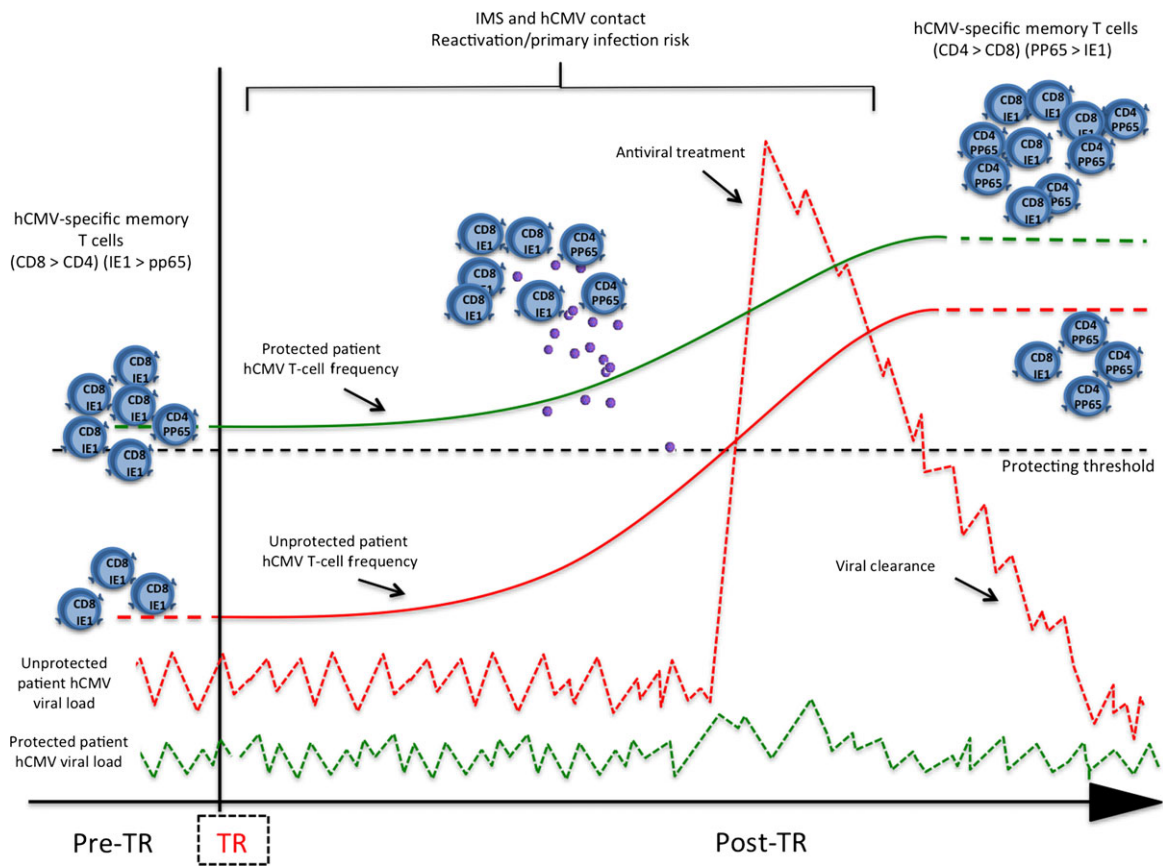 IMS and hCMV contact
Reactivation/primary infection risk
hCMV-specific memory T cells
(CD4 > CD8) (PP65 > IE1)
CD8
IE1
CD8
IE1
CD8
IE1
CD4
PP65
CD4
PP65
CD8
IE1
CD4
PP65
CD4
PP65
CD4
PP65
CD8
IE1
Antiviral treatment
hCMV-specific memory
T cells
(CD8 > CD4) (IE1 > pp65)
CD8
IE1
CD8
IE1
CD4
PP65
CD8
IE1
CD8
IE1
CD8
IE1
CD4
PP65
Protected patient
hCMV T-cell frequency
CD4
PP65
CD8
IE1
CD4
PP65
CD4
PP65
CD8
IE1
CD8
IE1
CD8
IE1
CD4
PP65
CD8
IE1
CD8
IE1
Protecting threshold
Unprotected patient
hCMV T-cell frequency
Viral clearance
CD8
IE1
CD8
IE1
CD8
IE1
Unprotected
patient hCMV
viral load
Protected patient
hCMV viral load
Pre-TR
TR
Post-TR